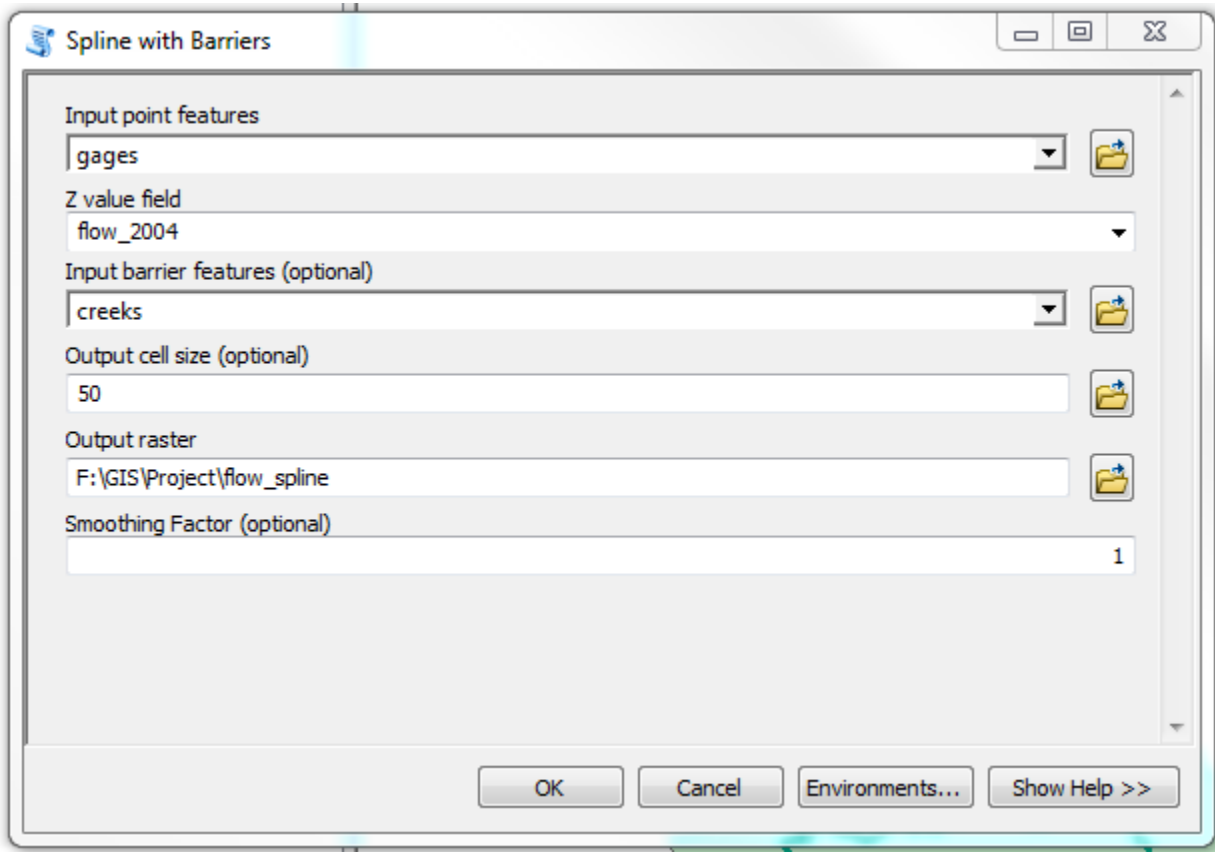 Spline with Barriers
Input point features
gages
Z value field
flow_2004
Input barrier features (optional)
creeks
Output cell size (optional)
50
Output raster
F:\GIS\Project\flow_spline
Smoothing Factor (optional)
1
OK Cancel Environments... Show Help >>